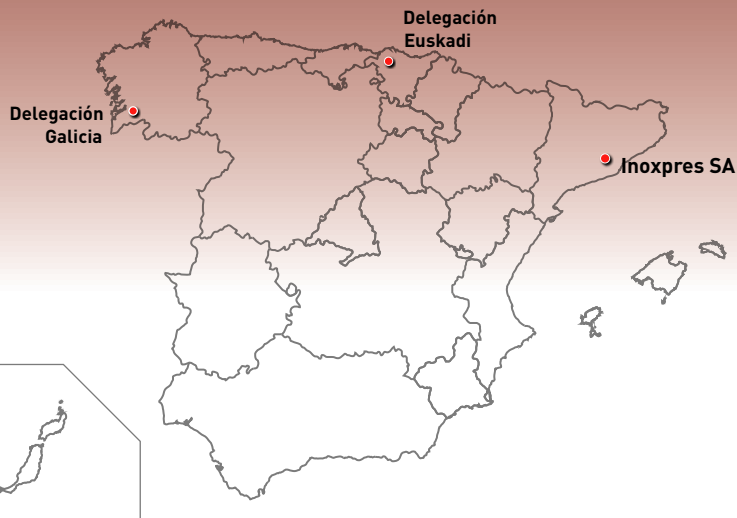 Delegación
Euskadi
Delegación
Galicia
Inoxpres SA